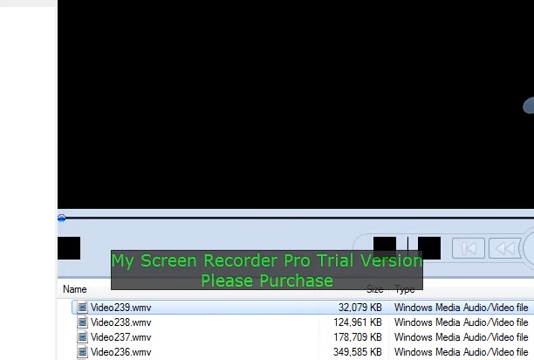 My Screen Recorder Pro Trial Version
Please Purchase
Name Size Type
Video239.wmv 32,079 KB Windows Media Audio/Video file
Video238.wmv 124,961 KB Windows Media Audio/Video file
Video237.wmv 178,709 KB Windows Media Audio/Video file
Video236.wmv 349,585 KB Windows Media Audio/Video file